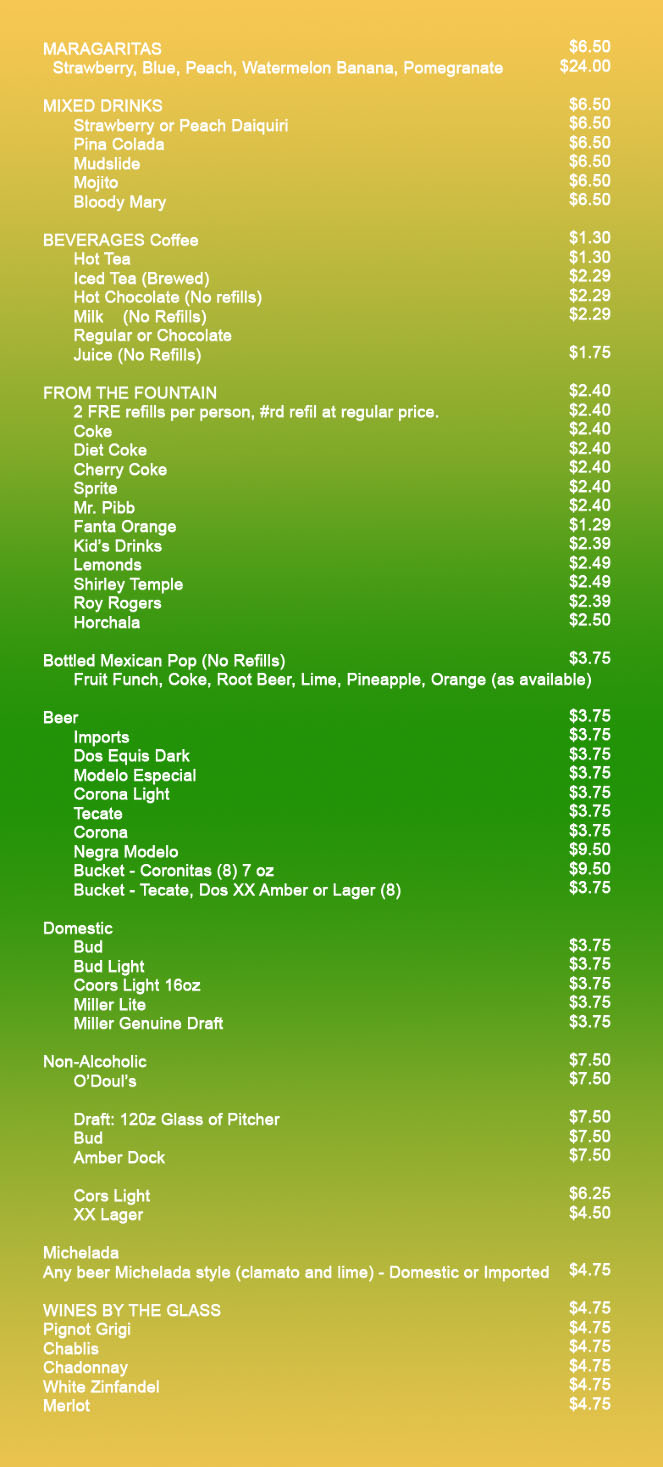 MARAGARITAS $6.50
Strawberry, Blue, Peach, Watermelon Banana, Pomegranate $24.00
MIXED DRINKS $6.50
Strawberry or Peach Daiquiri $6.50
Pina Colada $6.50
Mudslide $6.50
Mojito $6.50
Bloody Mary $6.50
BEVERAGES Coffee $1.30
Hot Tea $1.30
Iced Tea (Brewed) $2.29
Hot Chocolate (No refills) $2.29
Milk (No Refills) $2.29
Regular or Chocolate
Juice (No Refills) $1.75
FROM THE FOUNTAIN $2.40
2 FRE refills per person, #rd refil at regular price. $2.40
Coke $2.40
Diet Coke $2.40
Cherry Coke $2.40
Sprite $2.40
Mr. Pibb $2.40
Fanta Orange $1.29
Kid's Drinks $2.39
Lemonds $2.49
Shirley Temple $2.49
Roy Rogers $2.39
Horchala $2.50
Bottled Mexican Pop (No Refills) $3.75
Fruit Funch, Coke, Root Beer, Lime, Pineapple, Orange (as available)
Beer $3.75
Imports $3.75
Dos Equis Dark $3.75
Modelo Especial $3.75
Corona Light $3.75
Tecate $3.75
Corona $3.75
Negra Modelo $9.50
Bucket - Coronitas (8) 7 oz $9.50
Bucket - Tecate, Dos XX Amber or Lager (8) $3.75
Domestic
Bud $3.75
Bud Light $3.75
Coors Light 16oz $3.75
Miller Lite $3.75
Miller Genuine Draft $3.75
Non-Alcoholic $7.50
O'Doul's $7.50
Draft: 120z Glass of Pitcher $7.50
Bud $7.50
Amber Dock $7.50
Cors Light $6.25
XX Lager $4.50
Michelada
Any beer Michelada style (clamato and lime) - Domestic or Imported $4.75
WINES BY THE GLASS $4.75
Pignot Grigi $4.75
Chablis $4.75
Chadonnay $4.75
White Zinfandel $4.75
Merlot $4.75